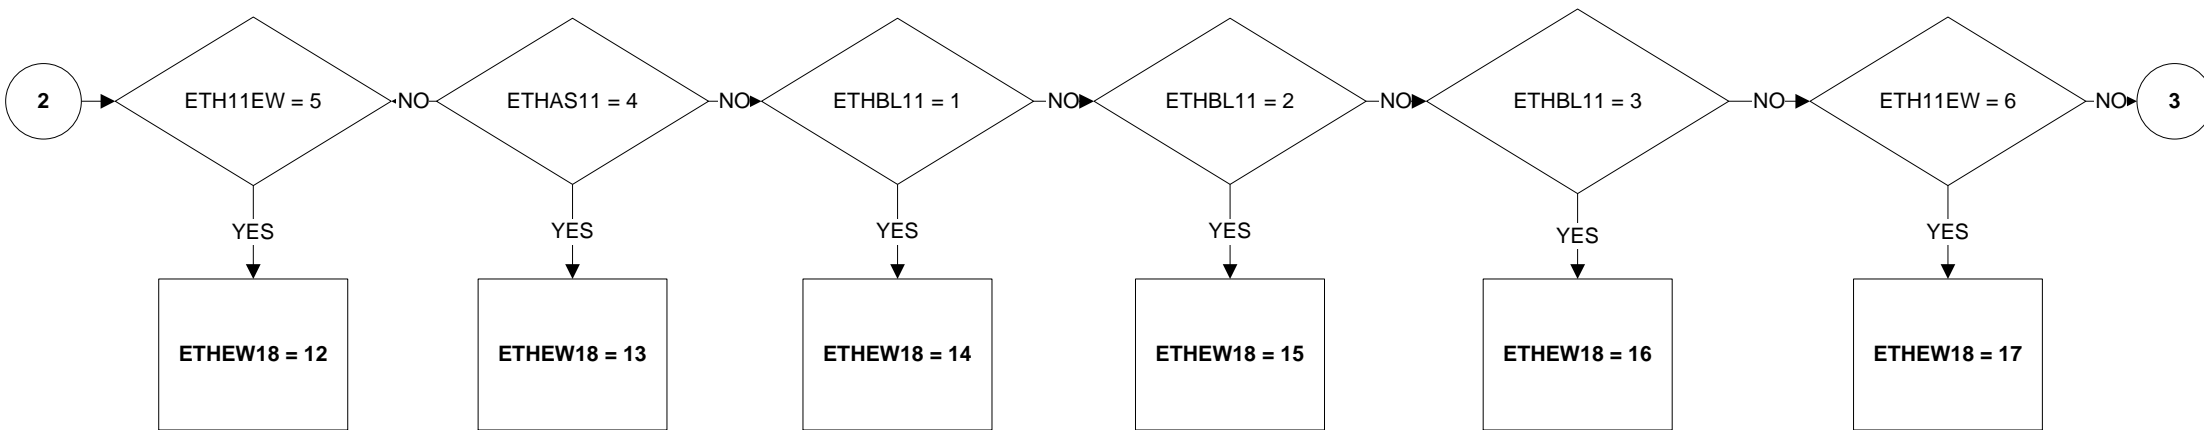 2
ETH11EW = 5
NO
ETHAS11 = 4
NO
ETHBL11 = 1
NO
ETHBL11 = 2
NO
ETHBL11 = 3
NO
ETH11EW = 6
NO
3
YES
YES
YES
YES
YES
YES
ETHEW18 = 12
ETHEW18 = 13
ETHEW18 = 14
ETHEW18 = 15
ETHEW18 = 16
ETHEW18 = 17